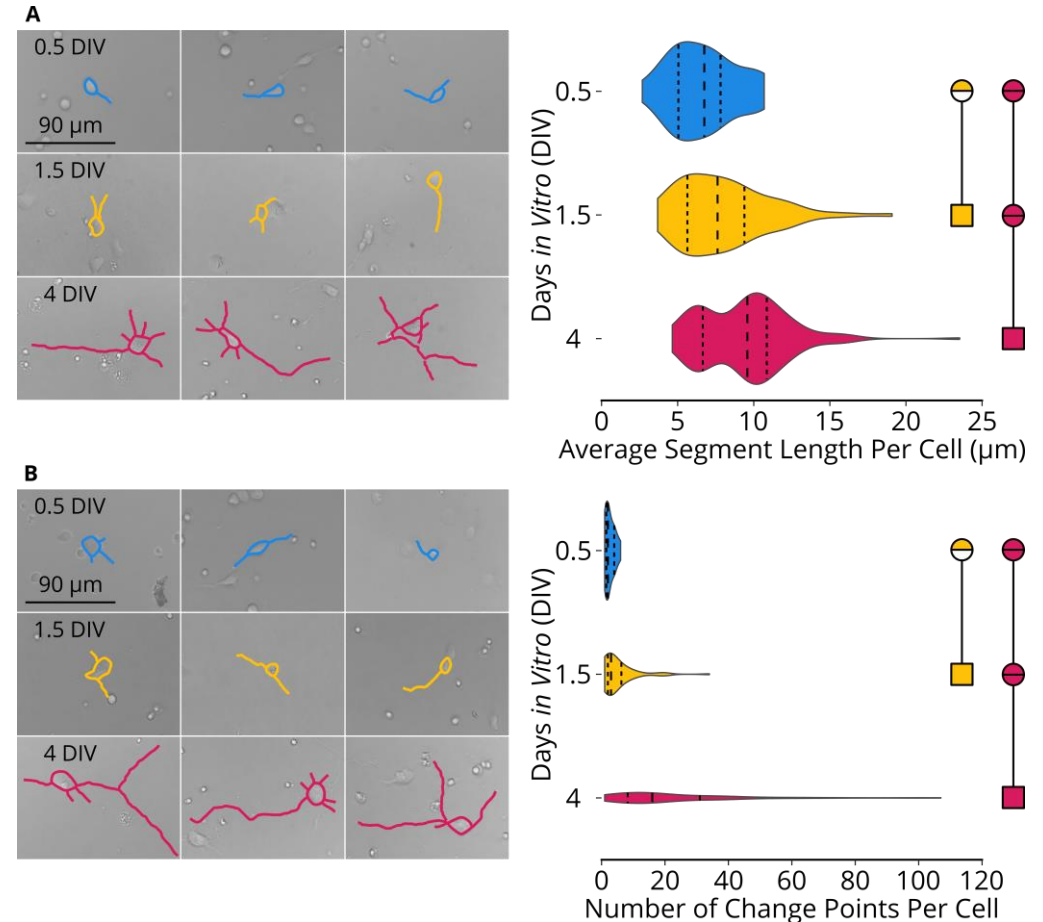 A
0.5 DIV
90 µm
1.5 DIV
4 DIV
Days in Vitro (DIV)
0.5
1.5
4
0 5 10 15 20 25
Average Segment Length Per Cell (µm)
B
0.5 DIV
90 µm
1.5 DIV
4 DIV
Days in Vitro (DIV)
0.5
1.5
4
0 20 40 60 80 100 120
Number of Change Points Per Cell